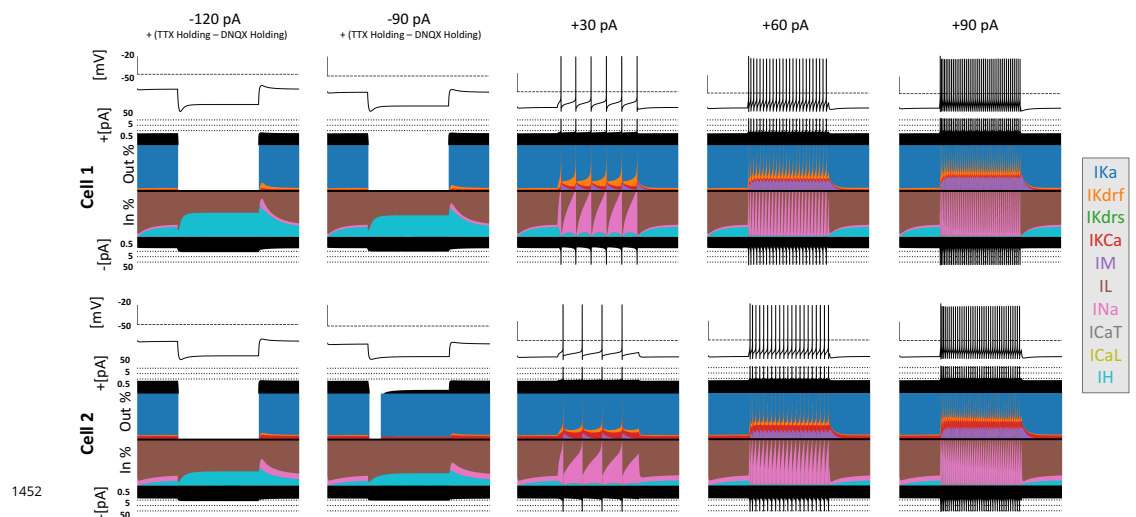 -120 pA
+ (TTX Holding – DNQX Holding)
-90 pA
+ (TTX Holding – DNQX Holding)
+30 pA
+60 pA
+90 pA
Cell 1
[mV]
-20
-50
+[pA]
50
5
0.5
Out %
In %
-[pA]
0.5
5
50
Cell 2
[mV]
-20
-50
+[pA]
50
5
0.5
Out %
In %
-[pA]
0.5
5
50
IKa
IKdrf
IKdrs
IKCa
IM
IL
INa
ICaT
ICaL
IH
1452